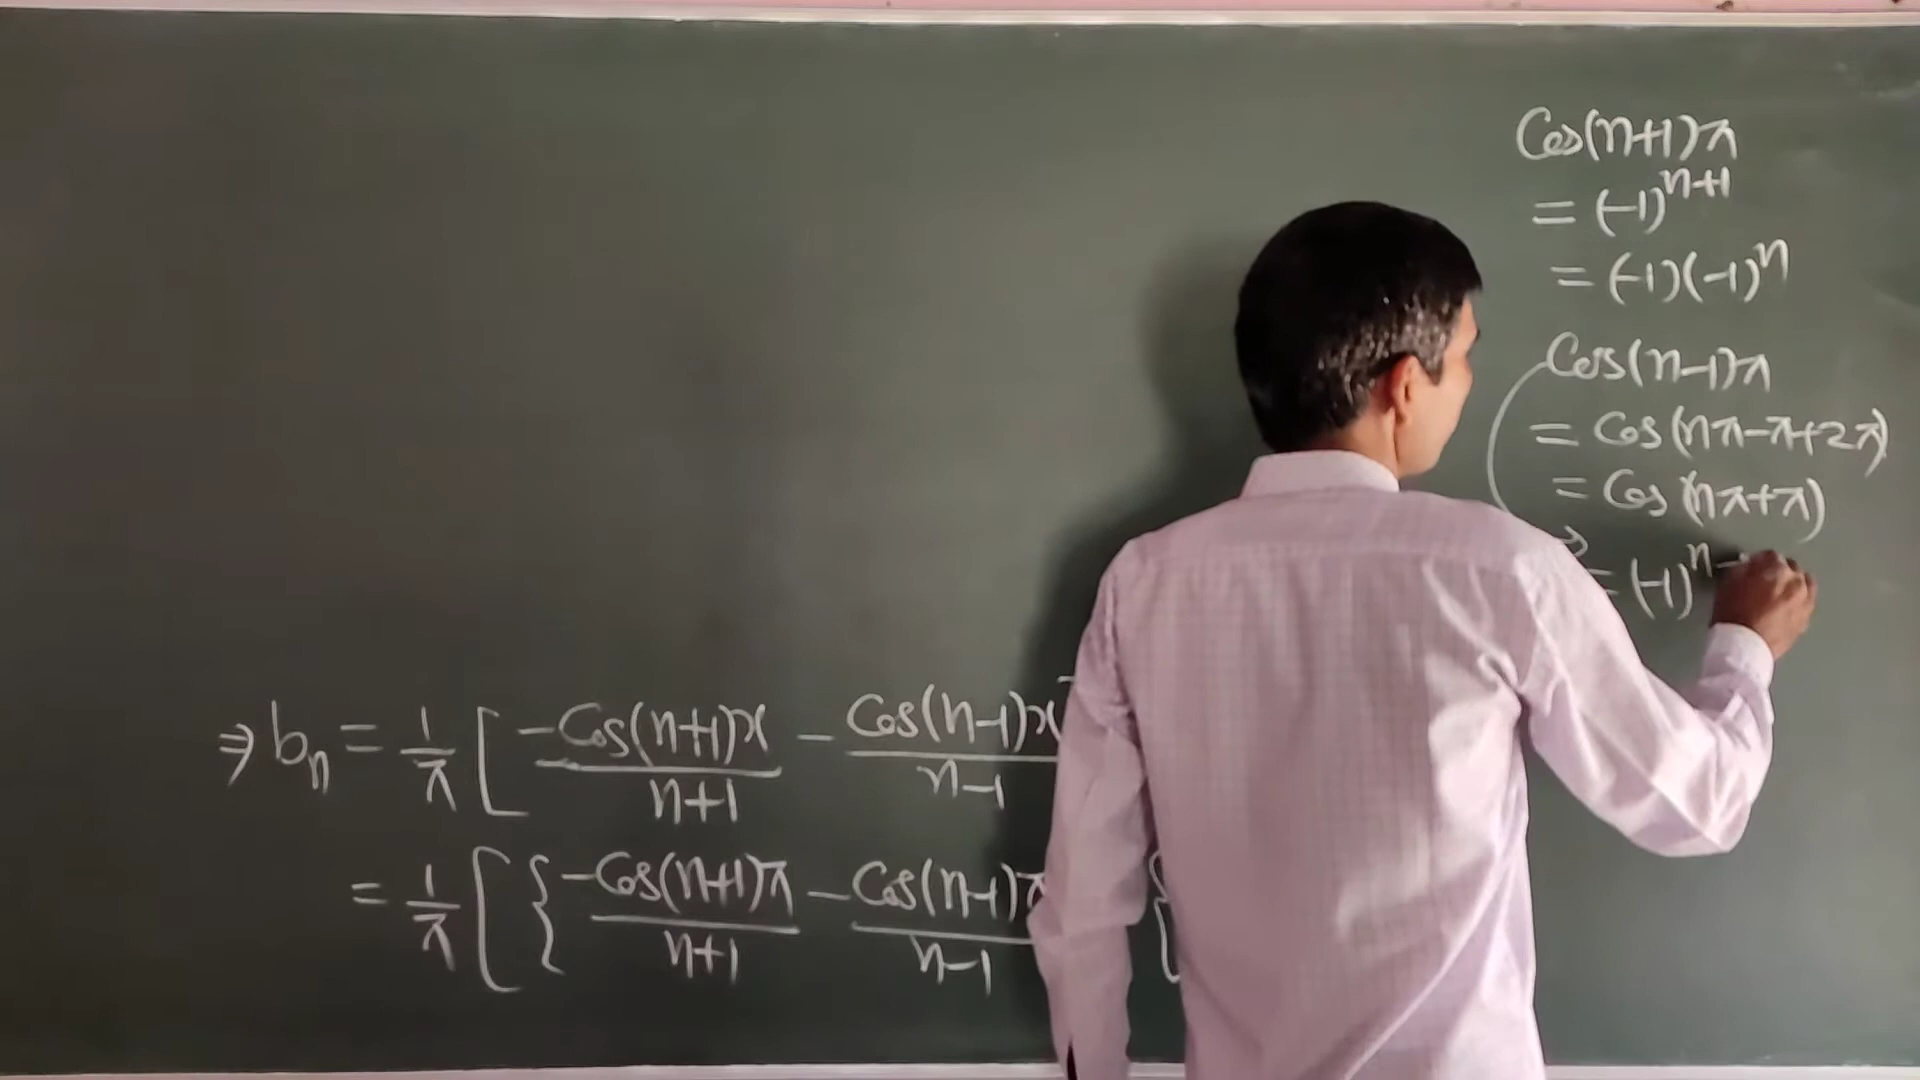 Cos(n+1)π
= (-1)^{n+1}
= (-1)(-1)^n
Cos(n-1)π
= Cos(nπ-π+2π)
= Cos(nπ+π)
= (-1)^{n-
⇒ b_n = 1/π [ -Cos(n+1)x/n+1 - Cos(n-1)x/n-1
= 1/π [ { -Cos(n+1)π/n+1 - Cos(n-1)π/n-1